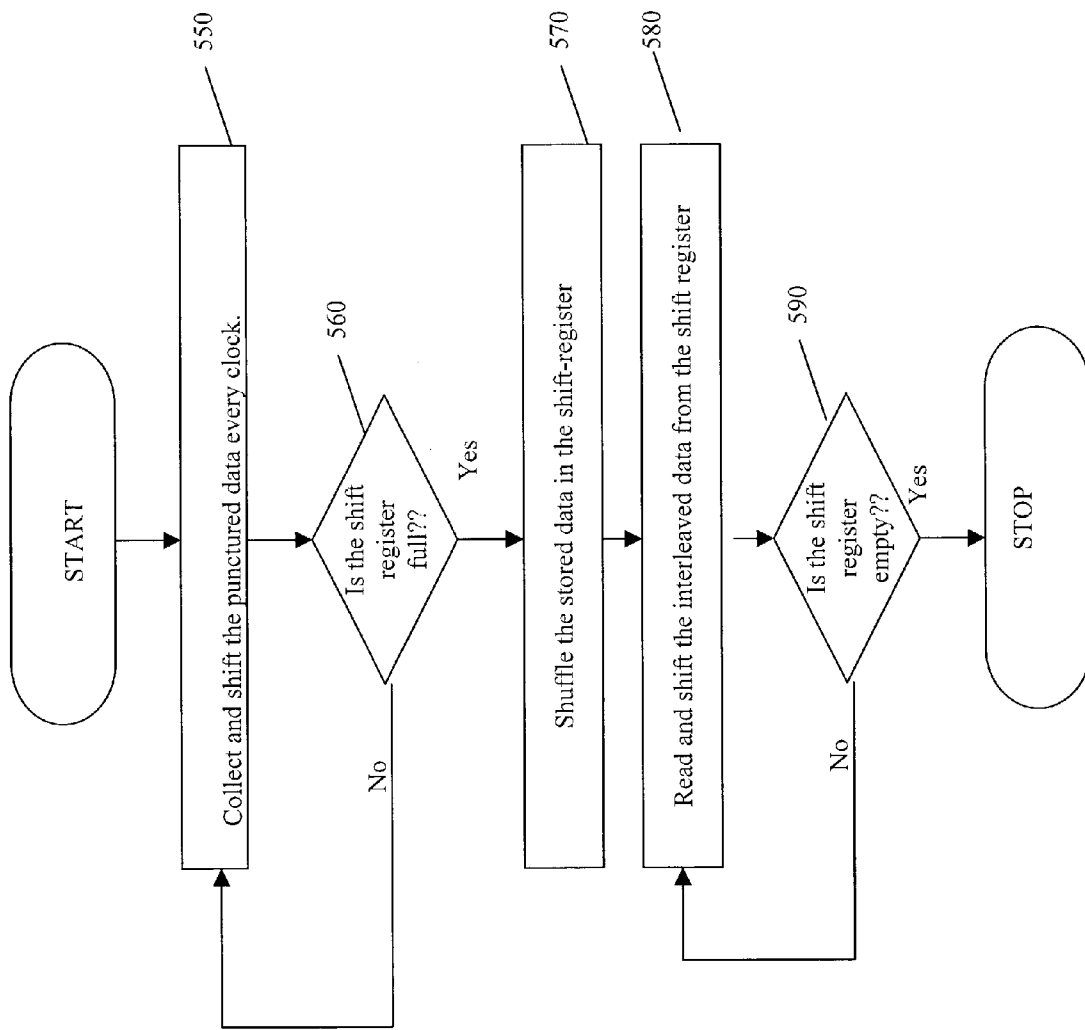 START
Collect and shift the punctured data every clock.
550
Is the shift
register
full??
560
No
Yes
Shuffle the stored data in the shift-register
570
Read and shift the interleaved data from the shift register
580
Is the shift
register
empty??
590
No
Yes
STOP